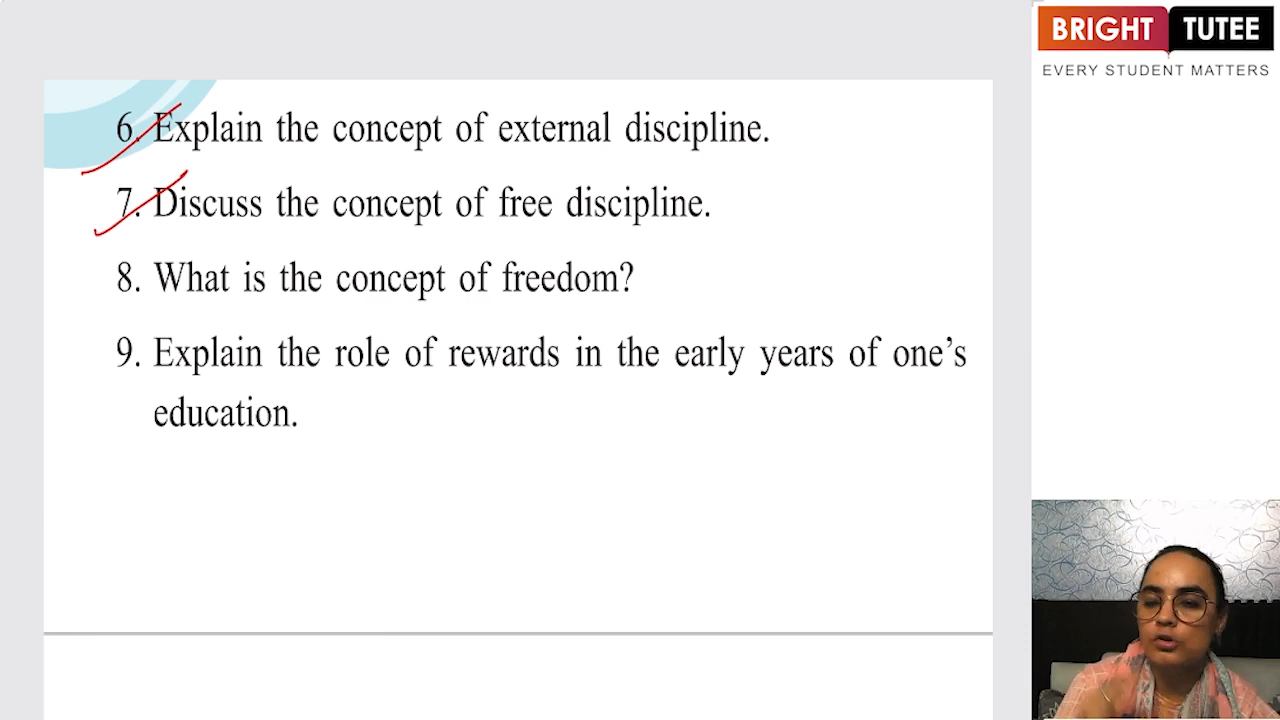 BRIGHT TUTEE
EVERY STUDENT MATTERS
6. Explain the concept of external discipline.
7. Discuss the concept of free discipline.
8. What is the concept of freedom?
9. Explain the role of rewards in the early years of one’s
education.